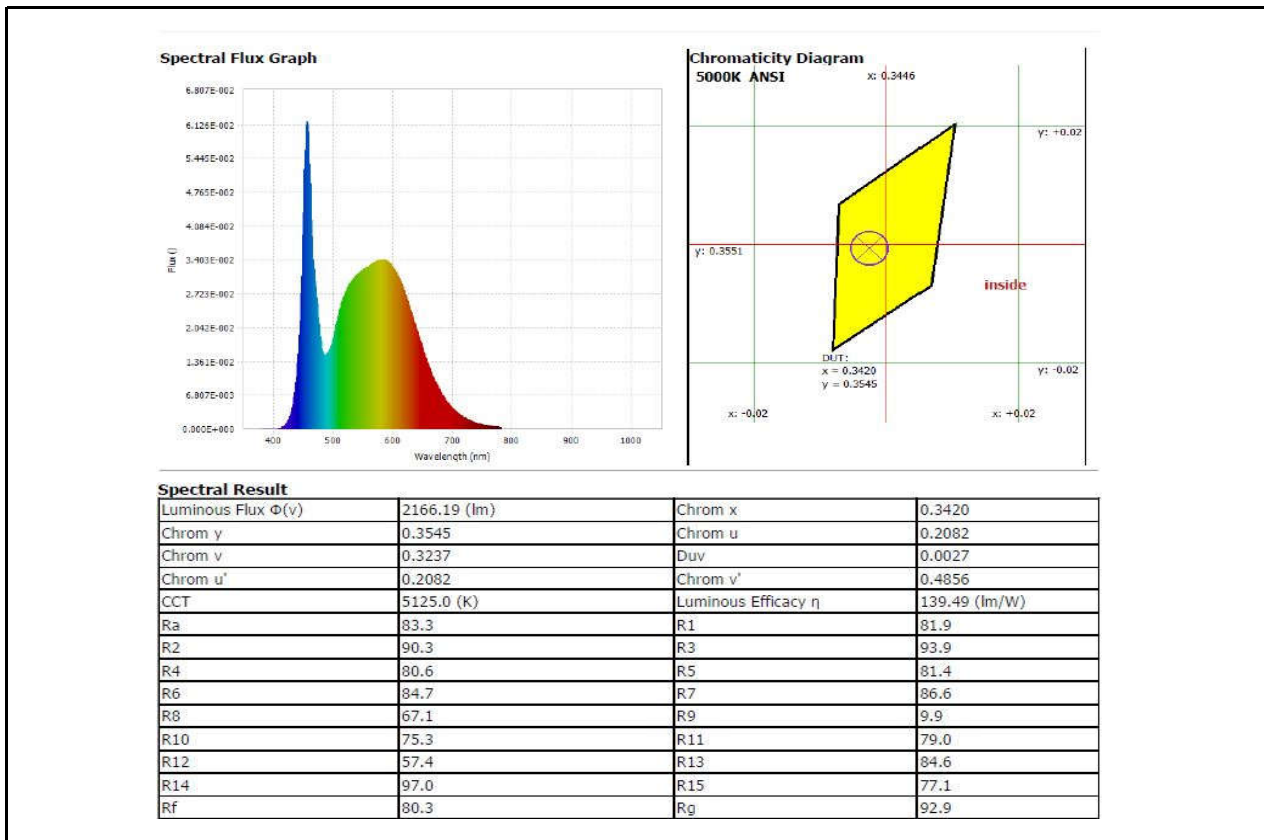 Spectral Flux Graph
6.807E-002
6.126E-002
5.445E-002
4.765E-002
4.084E-002
3.403E-002
2.723E-002
2.042E-002
1.361E-002
6.807E-003
0.000E+000
Flux ()
400 500 600 700 800 900 1000
Wavelength (nm)
Chromaticity Diagram
5000K ANSI
x: 0.3446
y: +0.02
y: 0.3551
inside
DUT:
x = 0.3420
y = 0.3545
y: -0.02
x: -0.02
x: +0.02
Spectral Result
Luminous Flux Φ(v) 2166.19 (lm) Chrom x 0.3420
Chrom y 0.3545 Chrom u 0.2082
Chrom v 0.3237 Duv 0.0027
Chrom u' 0.2082 Chrom v' 0.4856
CCT 5125.0 (K) Luminous Efficacy η 139.49 (lm/W)
Ra 83.3 R1 81.9
R2 90.3 R3 93.9
R4 80.6 R5 81.4
R6 84.7 R7 86.6
R8 67.1 R9 9.9
R10 75.3 R11 79.0
R12 57.4 R13 84.6
R14 97.0 R15 77.1
Rf 80.3 Rg 92.9